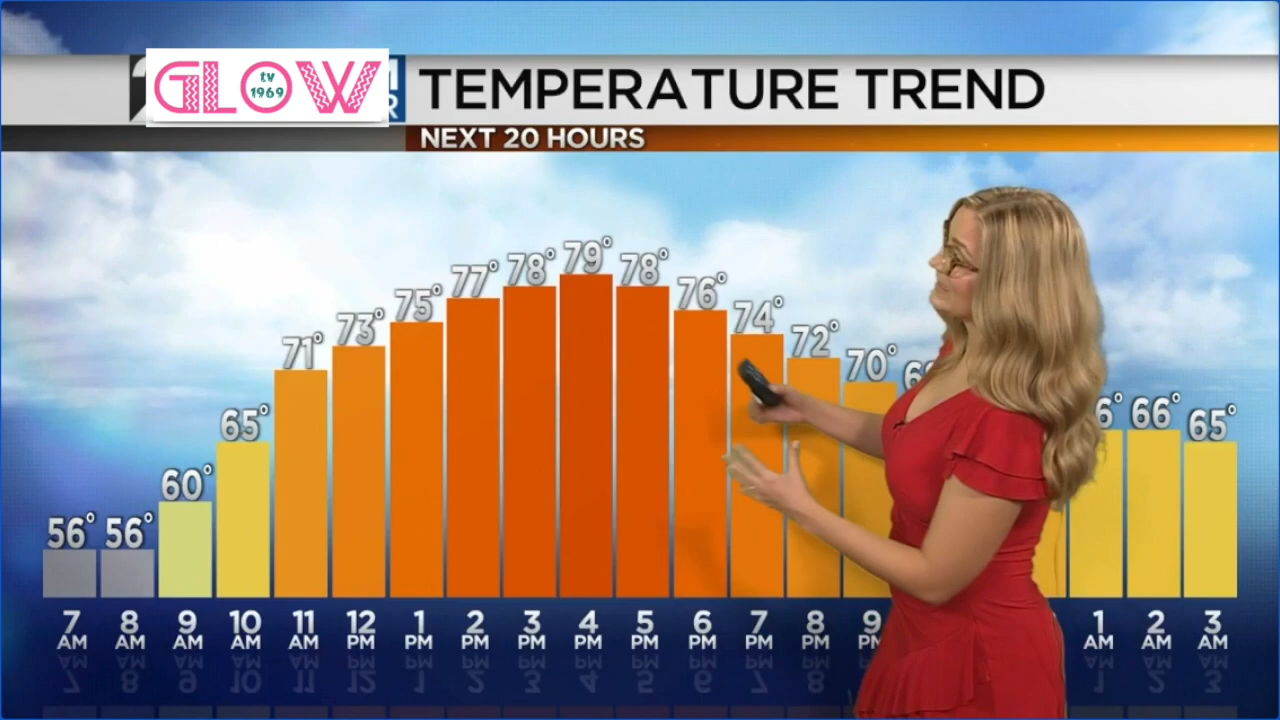 GLOW
tv
1969
TEMPERATURE TREND
NEXT 20 HOURS
56° 56° 60° 65° 71° 73° 75° 77° 78° 79° 78° 76° 74° 72° 70° 6° 66° 65°
7 8 9 10 11 12 1 2 3 4 5 6 7 8 9 1 2 3
AM AM AM AM AM PM PM PM PM PM PM PM PM PM PM AM AM AM